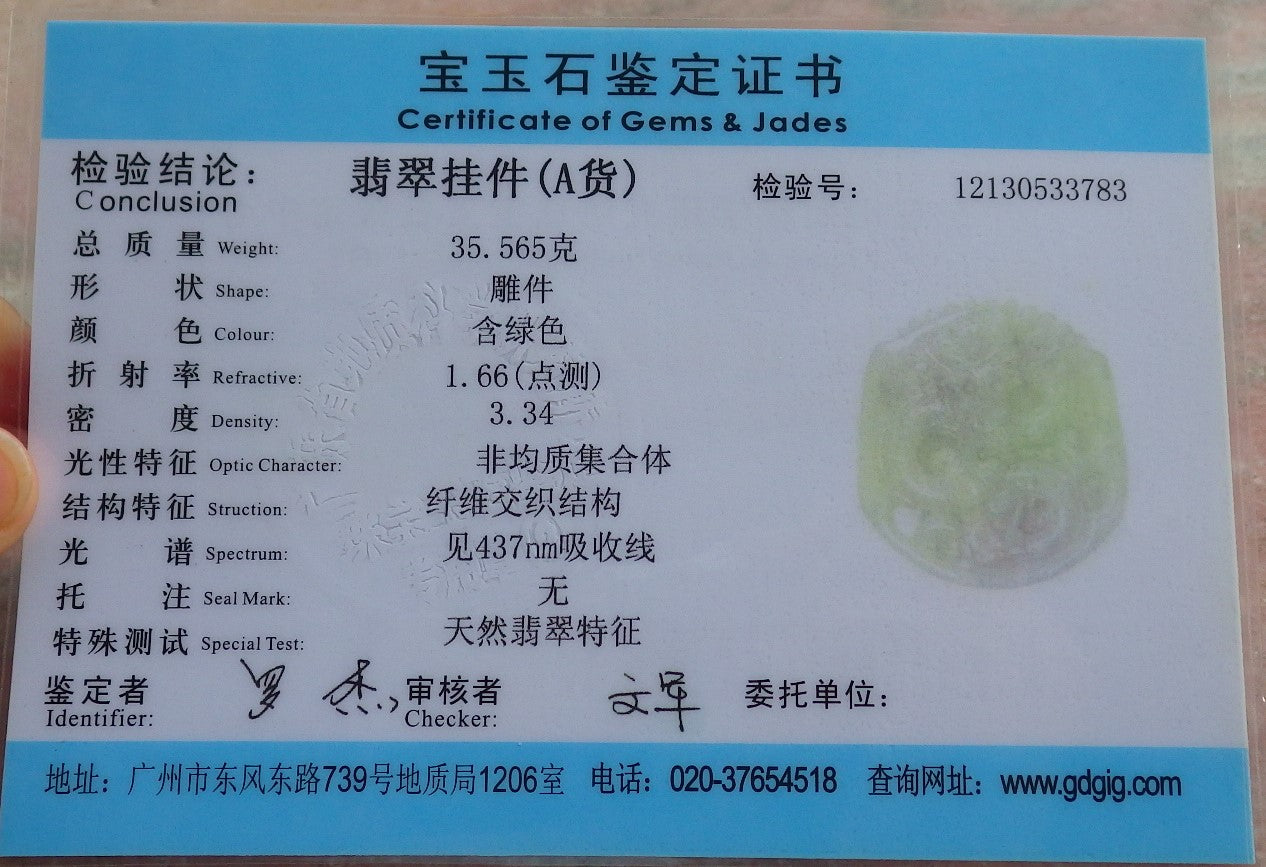 宝玉石鉴定证书
Certificate of Gems & Jades
检验结论： 翡翠挂件(A货) 检验号： 12130533783
Conclusion
总质量 Weight: 35.565克
形状 Shape: 雕件
颜色 Colour: 含绿色
折射率 Refractive: 1.66(点测)
密度 Density: 3.34
光性特征 Optic Character: 非均质集合体
结构特征 Struction: 纤维交织结构
光谱 Spectrum: 见437nm吸收线
托注 Seal Mark: 无
特殊测试 Special Test: 天然翡翠特征
鉴定者 罗杰 审核者 文军 委托单位：
Identifier: Checker:
地址：广州市东风东路739号地质局1206室 电话：020-37654518 查询网址：www.gdgig.com